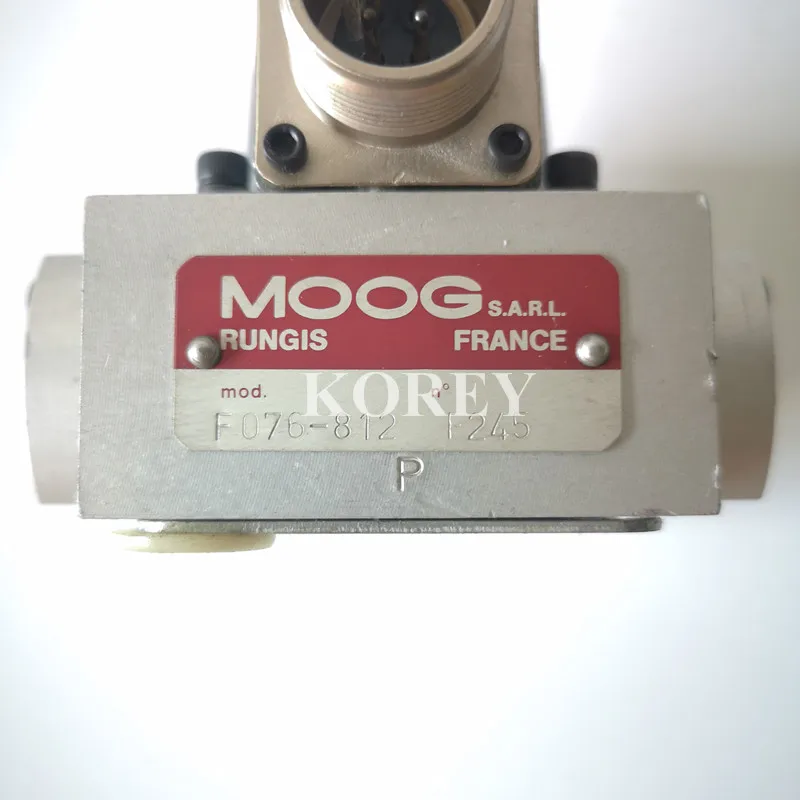 MOOG S.A.R.L.
RUNGIS FRANCE
mod. n°
KOREY
F076-812 F245
P